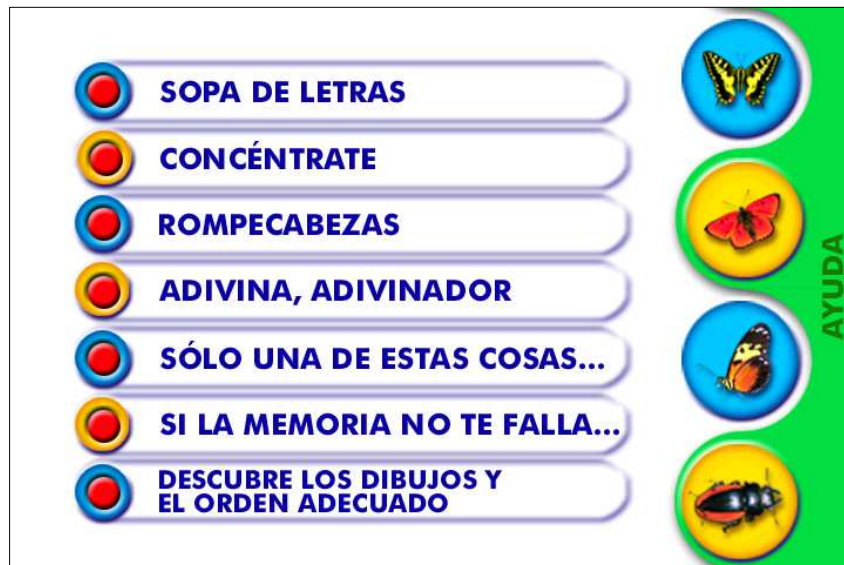 SOPA DE LETRAS
CONCÉNTRATE
ROMPECABEZAS
ADIVINA, ADIVINADOR
SÓLO UNA DE ESTAS COSAS...
SI LA MEMORIA NO TE FALLA...
DESCUBRE LOS DIBUJOS Y
EL ORDEN ADECUADO
AYUDA